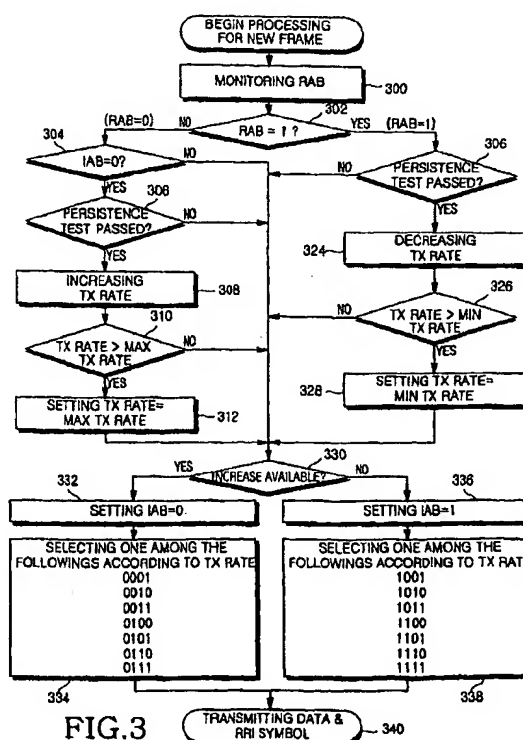 BEGIN PROCESSING
FOR NEW FRAME
MONITORING RAB
300
302
(RAB=0)
NO
RAB = 1 ?
YES
(RAB=1)
304
IAB=0?
NO
306
NO
PERSISTENCE
TEST PASSED?
YES
306
PERSISTENCE
TEST PASSED?
NO
YES
324
DECREASING
TX RATE
YES
INCREASING
TX RATE
308
326
NO
TX RATE > MIN
TX RATE
310
TX RATE > MAX
TX RATE
NO
YES
YES
328
SETTING TX RATE=
MIN TX RATE
SETTING TX RATE=
MAX TX RATE
312
330
YES
INCREASE AVAILABLE?
NO
332
336
SETTING IAB=0.
SETTING IAB=1
SELECTING ONE AMONG THE
FOLLOWINGS ACCORDING TO TX RATE
0001
0010
0011
0100
0101
0110
0111
SELECTING ONE AMONG THE
FOLLOWINGS ACCORDING TO TX RATE
1001
1010
1011
1100
1101
1110
1111
334
338
FIG.3
TRANSMITTING DATA &
RRI SYMBOL
340